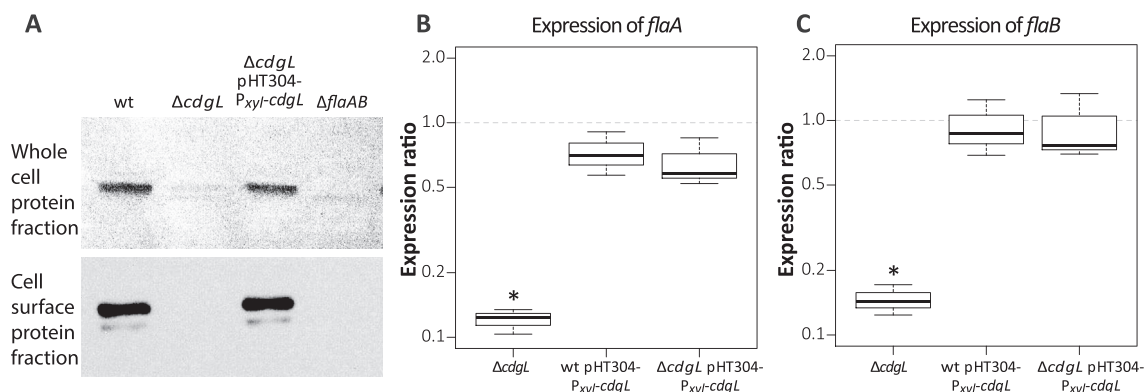 A
wt
ΔcdgL
ΔcdgL
pHT304-
Pxyl-cdgL
ΔflaAB
Whole
cell
protein
fraction
Cell
surface
protein
fraction
B
Expression of flaA
Expression ratio
2.0
1.0
0.5
0.2
0.1
*
ΔcdgL
wt pHT304-
Pxyl-cdgL
ΔcdgL pHT304-
Pxyl-cdgL
C
Expression of flaB
Expression ratio
2.0
1.0
0.5
0.2
0.1
*
ΔcdgL
wt pHT304-
Pxyl-cdgL
ΔcdgL pHT304-
Pxyl-cdgL